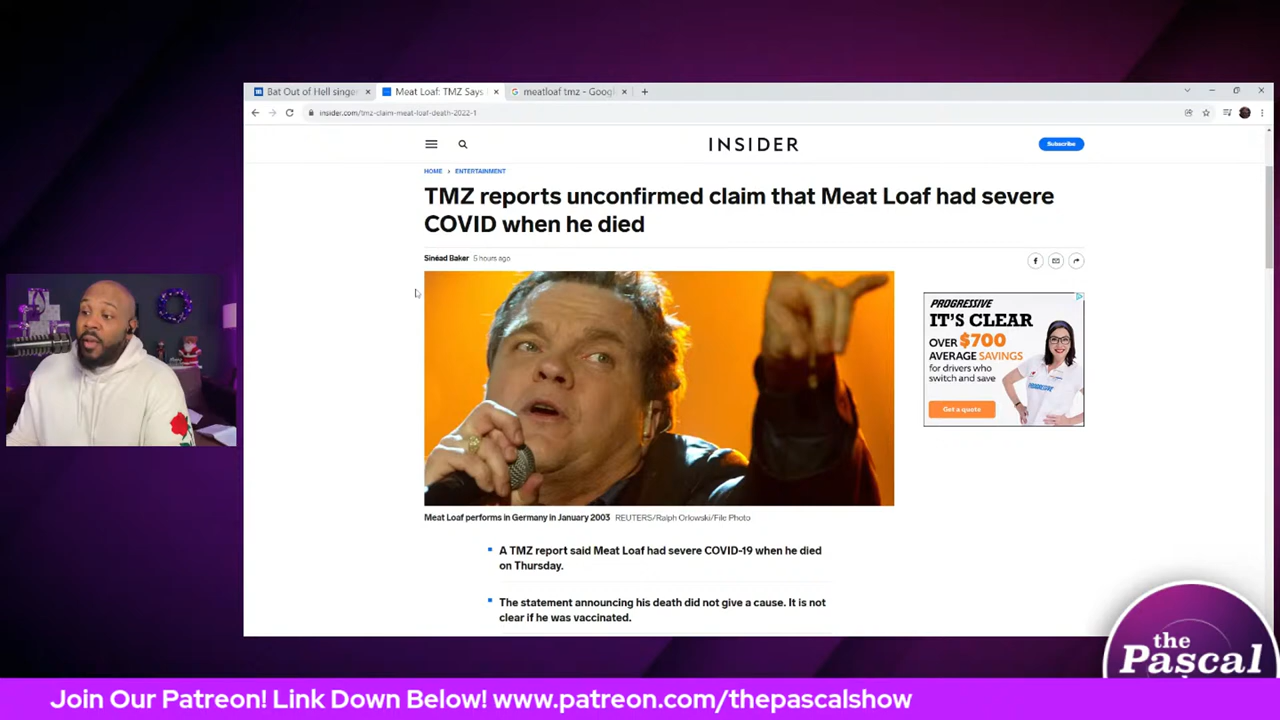 Bat Out of Hell singer
Meat Loaf: TMZ Says
meatloaf tmz - Goog
insider.com/tmz-claim-meat-loaf-death-2022-1
INSIDER
Subscribe
HOME > ENTERTAINMENT
TMZ reports unconfirmed claim that Meat Loaf had severe
COVID when he died
Sinéad Baker 5 hours ago
Meat Loaf performs in Germany in January 2003 REUTERS/Ralph Orlowski/File Photo
A TMZ report said Meat Loaf had severe COVID-19 when he died
on Thursday.
The statement announcing his death did not give a cause. It is not
clear if he was vaccinated.
PROGRESSIVE
IT'S CLEAR
OVER $700
AVERAGE SAVINGS
for drivers who
switch and save
Get a quote
PROGRESSIVE
the
Pascal
Join Our Patreon! Link Down Below! www.patreon.com/thepascalshow